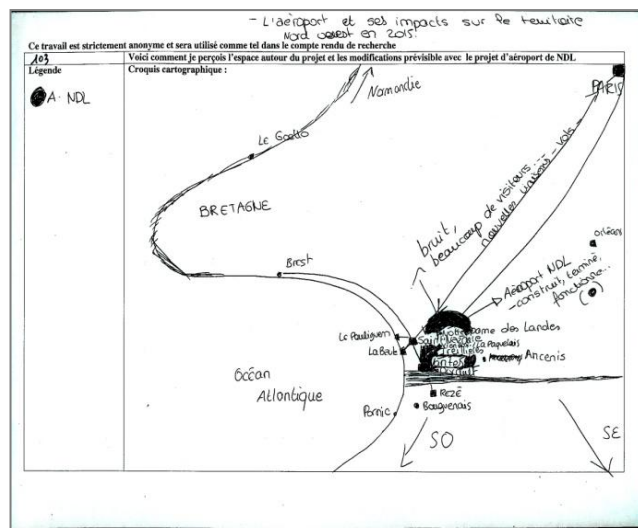 - L'aéroport et ses impacts sur le territoire
Nord ouest en 2015.
Ce travail est strictement anonyme et sera utilisé comme tel dans le compte rendu de recherche
103
Voici comment je perçois l'espace autour du projet et les modifications prévisible avec le projet d'aéroport de NDL
Légende
Croquis cartographique :
A. NDL
Normandie
PARIS
Le Goetto
BRETAGNE
bruit,
beaucoup de visiteurs...
nouvelles - vols -
Orléans
Brest
Aéroport NDL
- construit, terminé,
fonctionne...
Notre Dame des Landes
Le Pouliguen
La Baule
La Paquelais
Treillières
Nantes
Ancenis
Océan
Atlantique
REZÉ
Bouguenais
Pornic
SO
SE